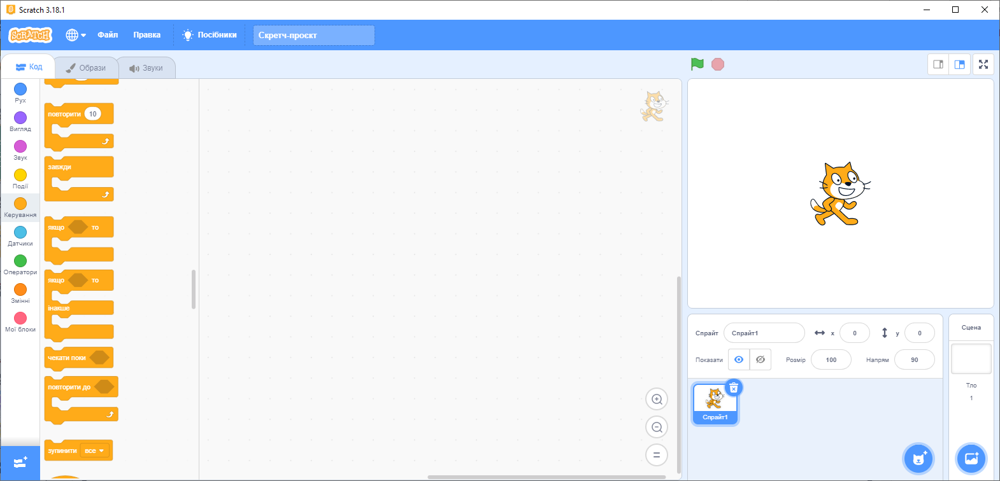 Scratch 3.18.1
SCRATCH
Файл
Правка
Посібники
Скретч-проєкт
Код
Образи
Звуки
Рух
Вигляд
Звук
Події
Керування
Датчики
Оператори
Змінні
Мої блоки
повторити 10
завжди
якщо то
якщо то
інакше
чекати поки
повторити до
зупинити все
Спрайт Спрайт1 x 0 y 0
Показати Розмір 100 Напрям 90
Спрайт1
Сцена
Тло
1